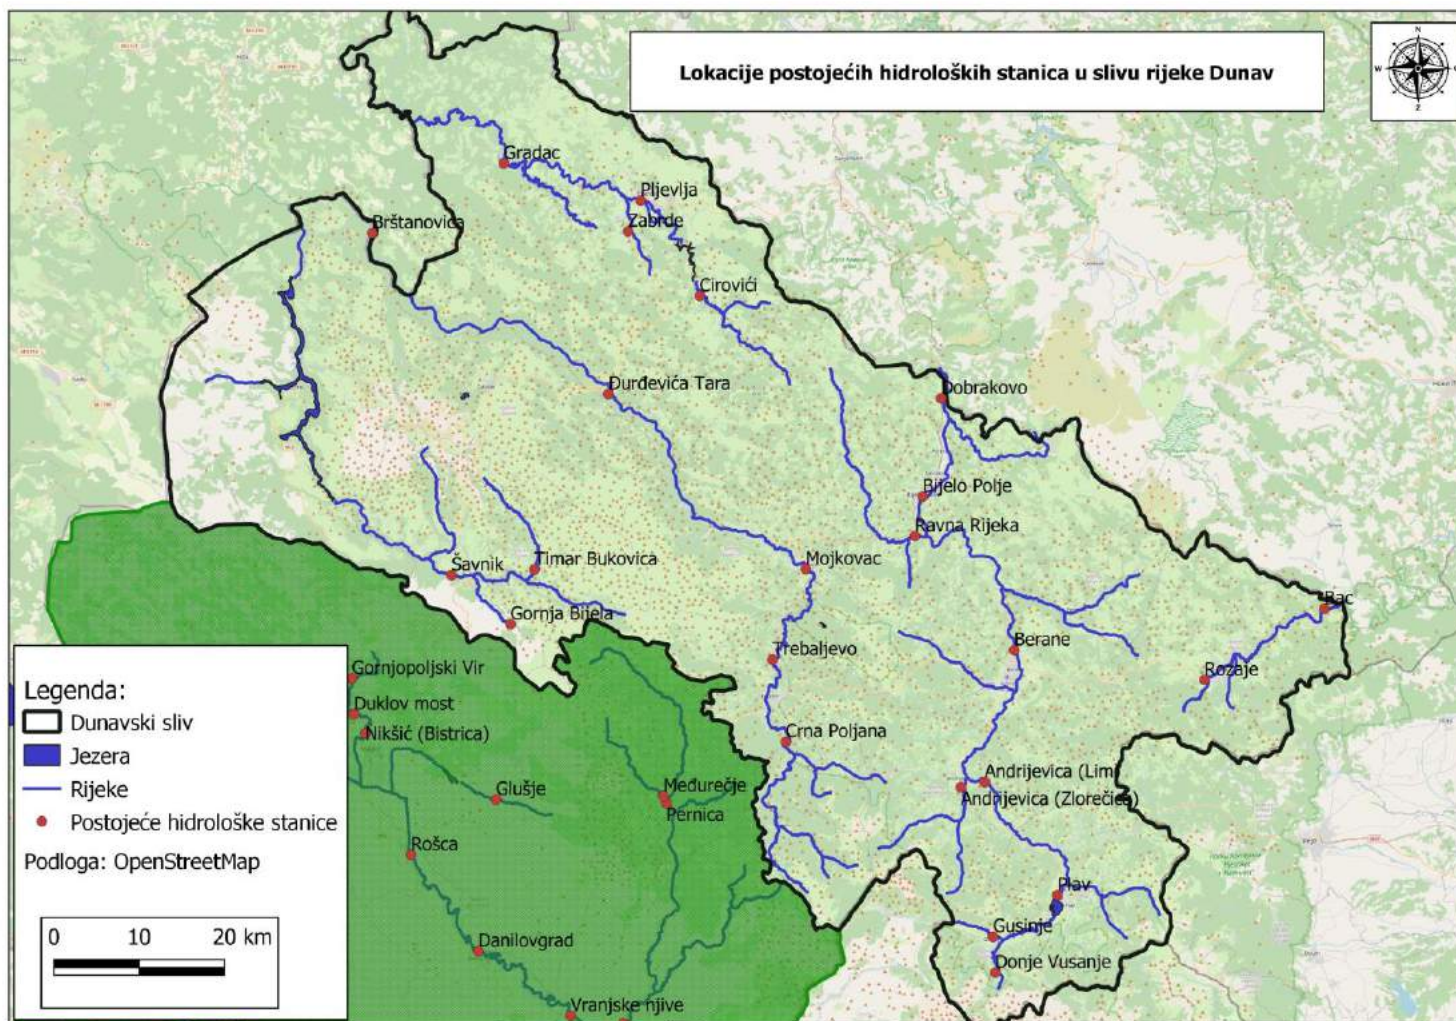 Lokacije postojećih hidroloških stanica u slivu rijeke Dunav
N
W
Z
Gradac
Pljevlja
Zabrđe
Brštanovica
Cirovići
Đurđevića Tara
Dobrakovo
Bijelo Polje
Ravna Rijeka
Šavnik
Timar Bukovica
Mojkovac
Gornja Bijela
Bac
Trebaljevo
Berane
Rozaje
Gornjopoljski Vir
Duklov most
Nikšić (Bistrica)
Crna Poljana
Andrijevica (Lim)
Andrijevica (Zlorečica)
Glušje
Međurečje
Pernica
Rošca
Plav
Gusinje
Danilovgrad
Donje Vusanje
Vranjske njive
Legenda:
Dunavski sliv
Jezera
Rijeke
Postojeće hidrološke stanice
Podloga: OpenStreetMap
0 10 20 km